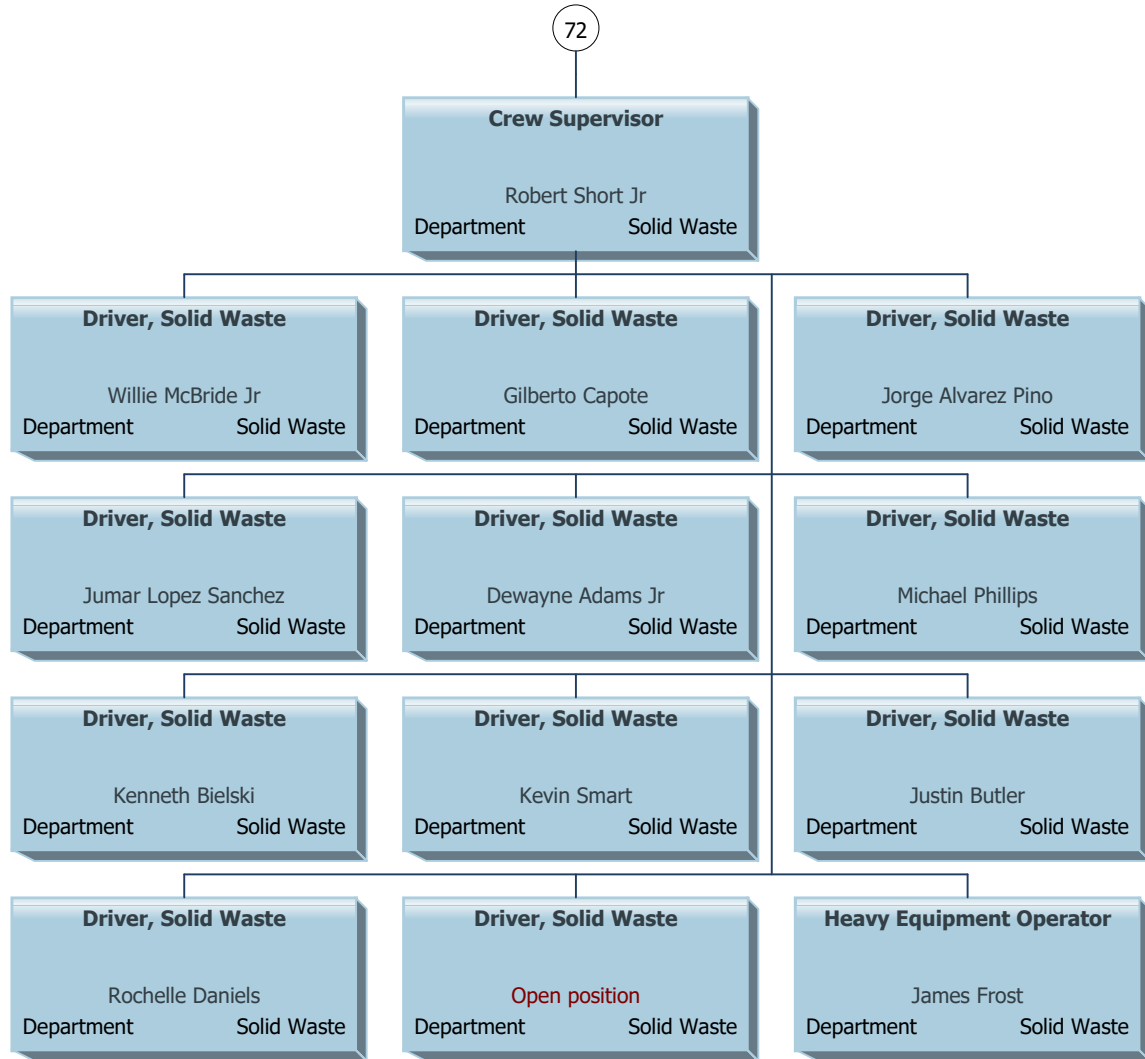 72
Crew Supervisor
Robert Short Jr
Department Solid Waste
Driver, Solid Waste
Willie McBride Jr
Department Solid Waste
Driver, Solid Waste
Gilberto Capote
Department Solid Waste
Driver, Solid Waste
Jorge Alvarez Pino
Department Solid Waste
Driver, Solid Waste
Jumar Lopez Sanchez
Department Solid Waste
Driver, Solid Waste
Dewayne Adams Jr
Department Solid Waste
Driver, Solid Waste
Michael Phillips
Department Solid Waste
Driver, Solid Waste
Kenneth Bielski
Department Solid Waste
Driver, Solid Waste
Kevin Smart
Department Solid Waste
Driver, Solid Waste
Justin Butler
Department Solid Waste
Driver, Solid Waste
Rochelle Daniels
Department Solid Waste
Driver, Solid Waste
Open position
Department Solid Waste
Heavy Equipment Operator
James Frost
Department Solid Waste